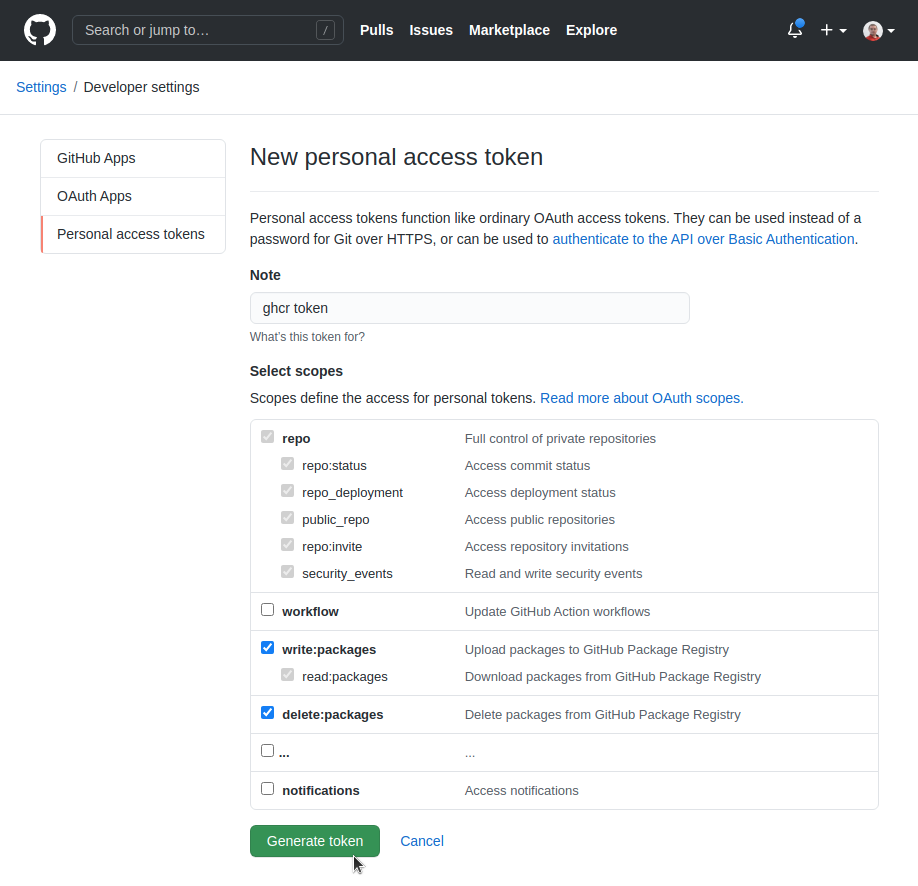 Search or jump to… / Pulls Issues Marketplace Explore
Settings / Developer settings
GitHub Apps
OAuth Apps
Personal access tokens
New personal access token
Personal access tokens function like ordinary OAuth access tokens. They can be used instead of a
password for Git over HTTPS, or can be used to authenticate to the API over Basic Authentication.
Note
ghcr token
What's this token for?
Select scopes
Scopes define the access for personal tokens. Read more about OAuth scopes.
repo Full control of private repositories
repo:status Access commit status
repo_deployment Access deployment status
public_repo Access public repositories
repo:invite Access repository invitations
security_events Read and write security events
workflow Update GitHub Action workflows
write:packages Upload packages to GitHub Package Registry
read:packages Download packages from GitHub Package Registry
delete:packages Delete packages from GitHub Package Registry
... ...
notifications Access notifications
Generate token Cancel